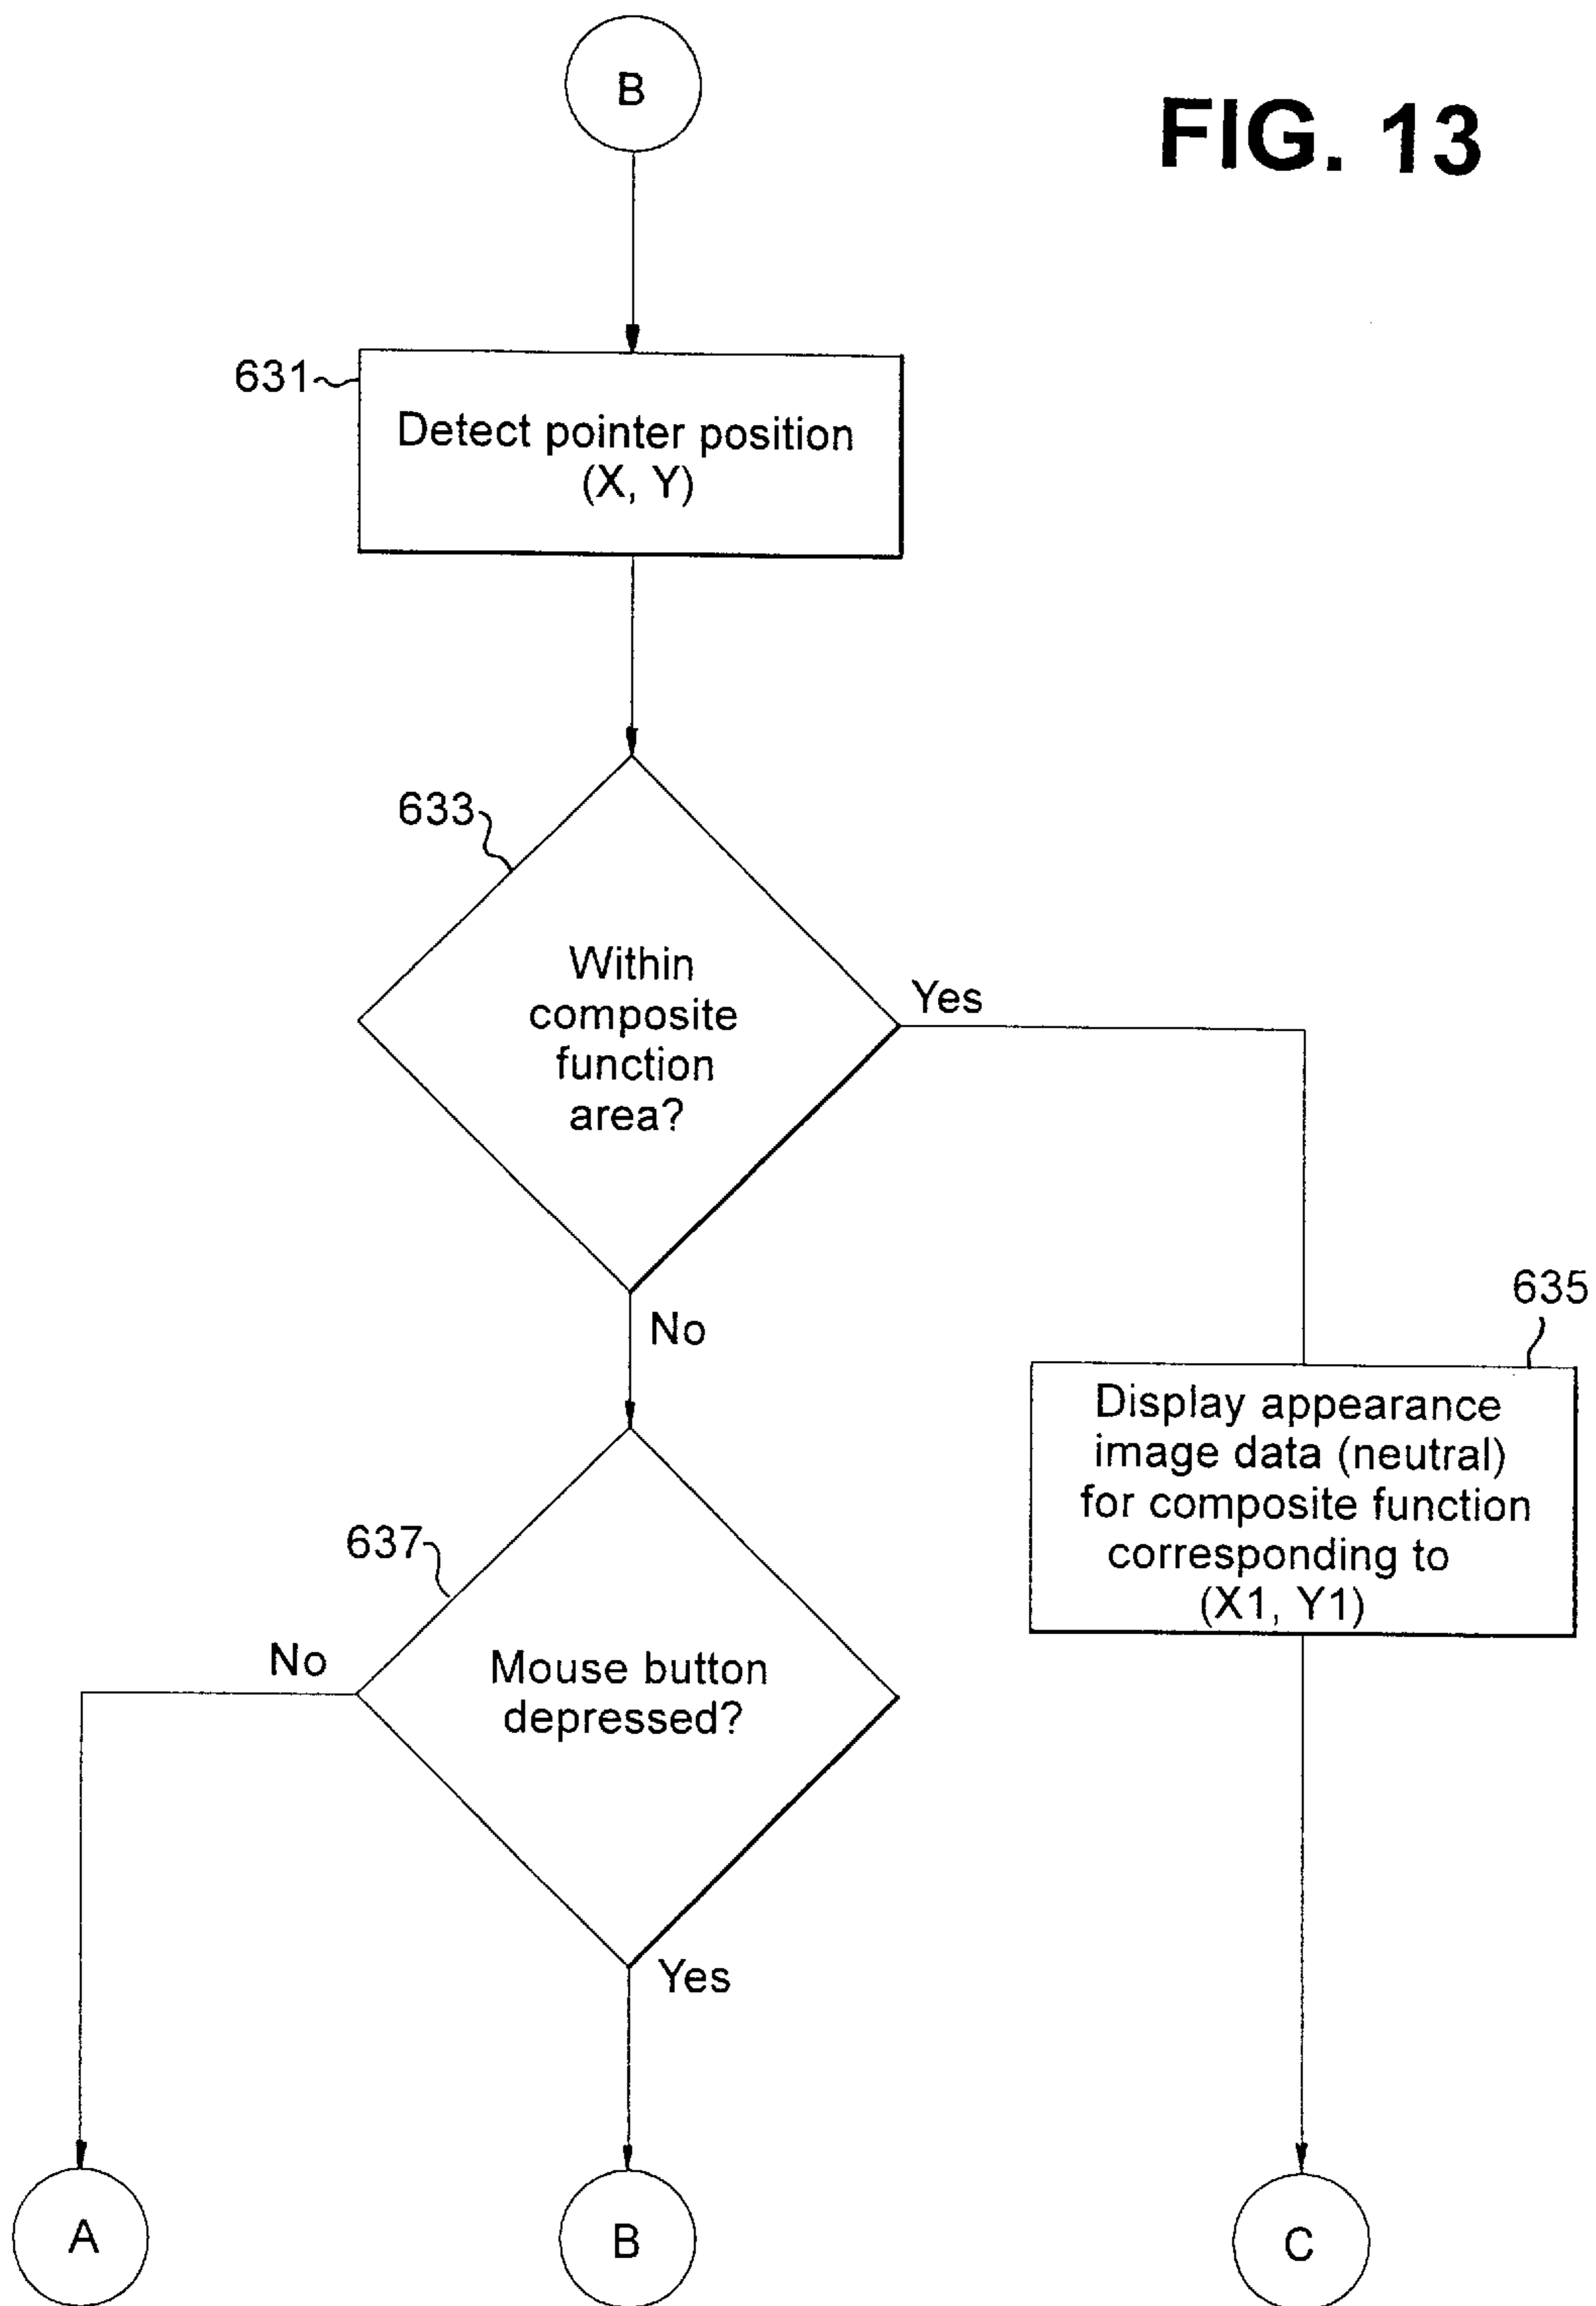 B
FIG. 13
631
Detect pointer position
(X, Y)
633
Within
composite
function
area?
Yes
No
635
Display appearance
image data (neutral)
for composite function
corresponding to
(X1, Y1)
637
Mouse button
depressed?
No
Yes
A
B
C